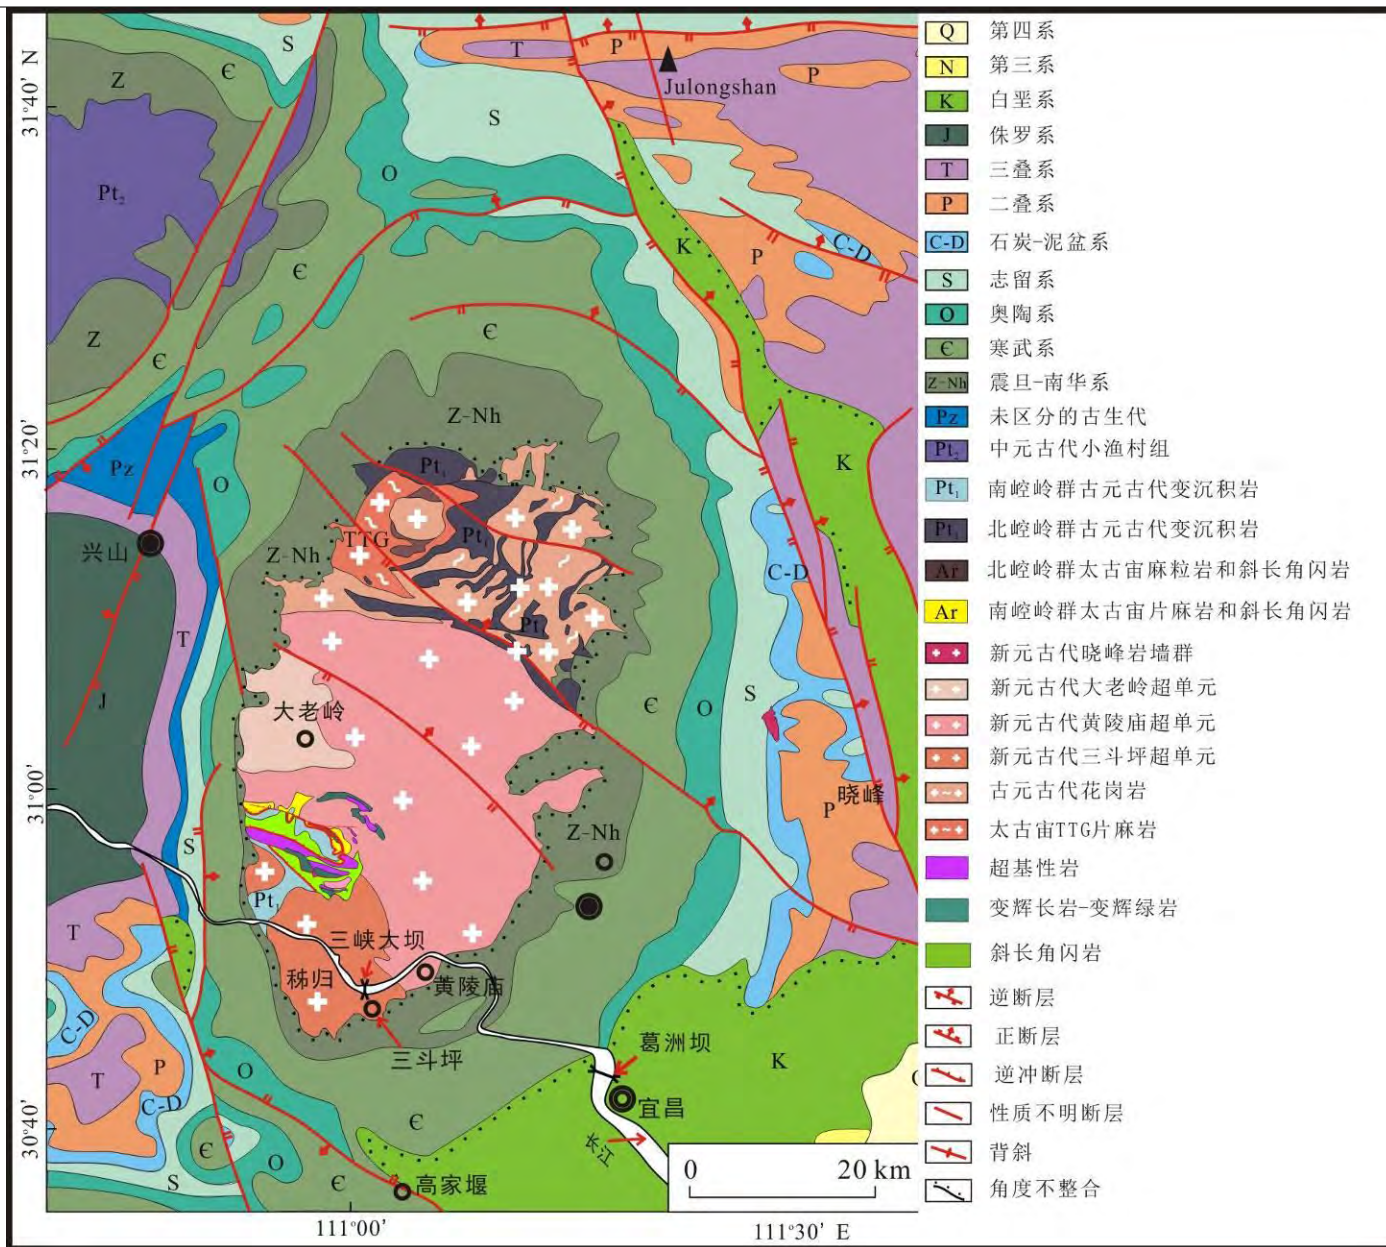 S
Z
Є
T
P
P
Julongshan
31°40' N
S
O
Pt₂
K
C-D
P
Є
Z
Є
Є
Z-Nh
31°20'
Pz
O
Pt₁
K
兴山
TTG
Pt₁
Z-Nh
C-D
T
Pt
J
大老岭
Є
O
S
31°00'
P
晓峰
S
Z-Nh
Pt₁
T
三峡大坝
秭归
黄陵庙
C-D
P
T
三斗坪
葛洲坝
K
O
C-D
宜昌
30°40'
Є
Є
长江
S
O
Є
高家堰
0 20 km
111°00'
111°30' E
Q 第四系
N 第三系
K 白垩系
J 侏罗系
T 三叠系
P 二叠系
C-D 石炭-泥盆系
S 志留系
O 奥陶系
Є 寒武系
Z-Nh 震旦-南华系
Pz 未区分的古生代
Pt₂ 中元古代小渔村组
Pt₁ 南崆岭群古元古代变沉积岩
Pt₁ 北崆岭群古元古代变沉积岩
Ar 北崆岭群太古宙麻粒岩和斜长角闪岩
Ar 南崆岭群太古宙片麻岩和斜长角闪岩
新元古代晓峰岩墙群
新元古代大老岭超单元
新元古代黄陵庙超单元
新元古代三斗坪超单元
古元古代花岗岩
太古宙TTG片麻岩
超基性岩
变辉长岩-变辉绿岩
斜长角闪岩
逆断层
正断层
逆冲断层
性质不明断层
背斜
角度不整合